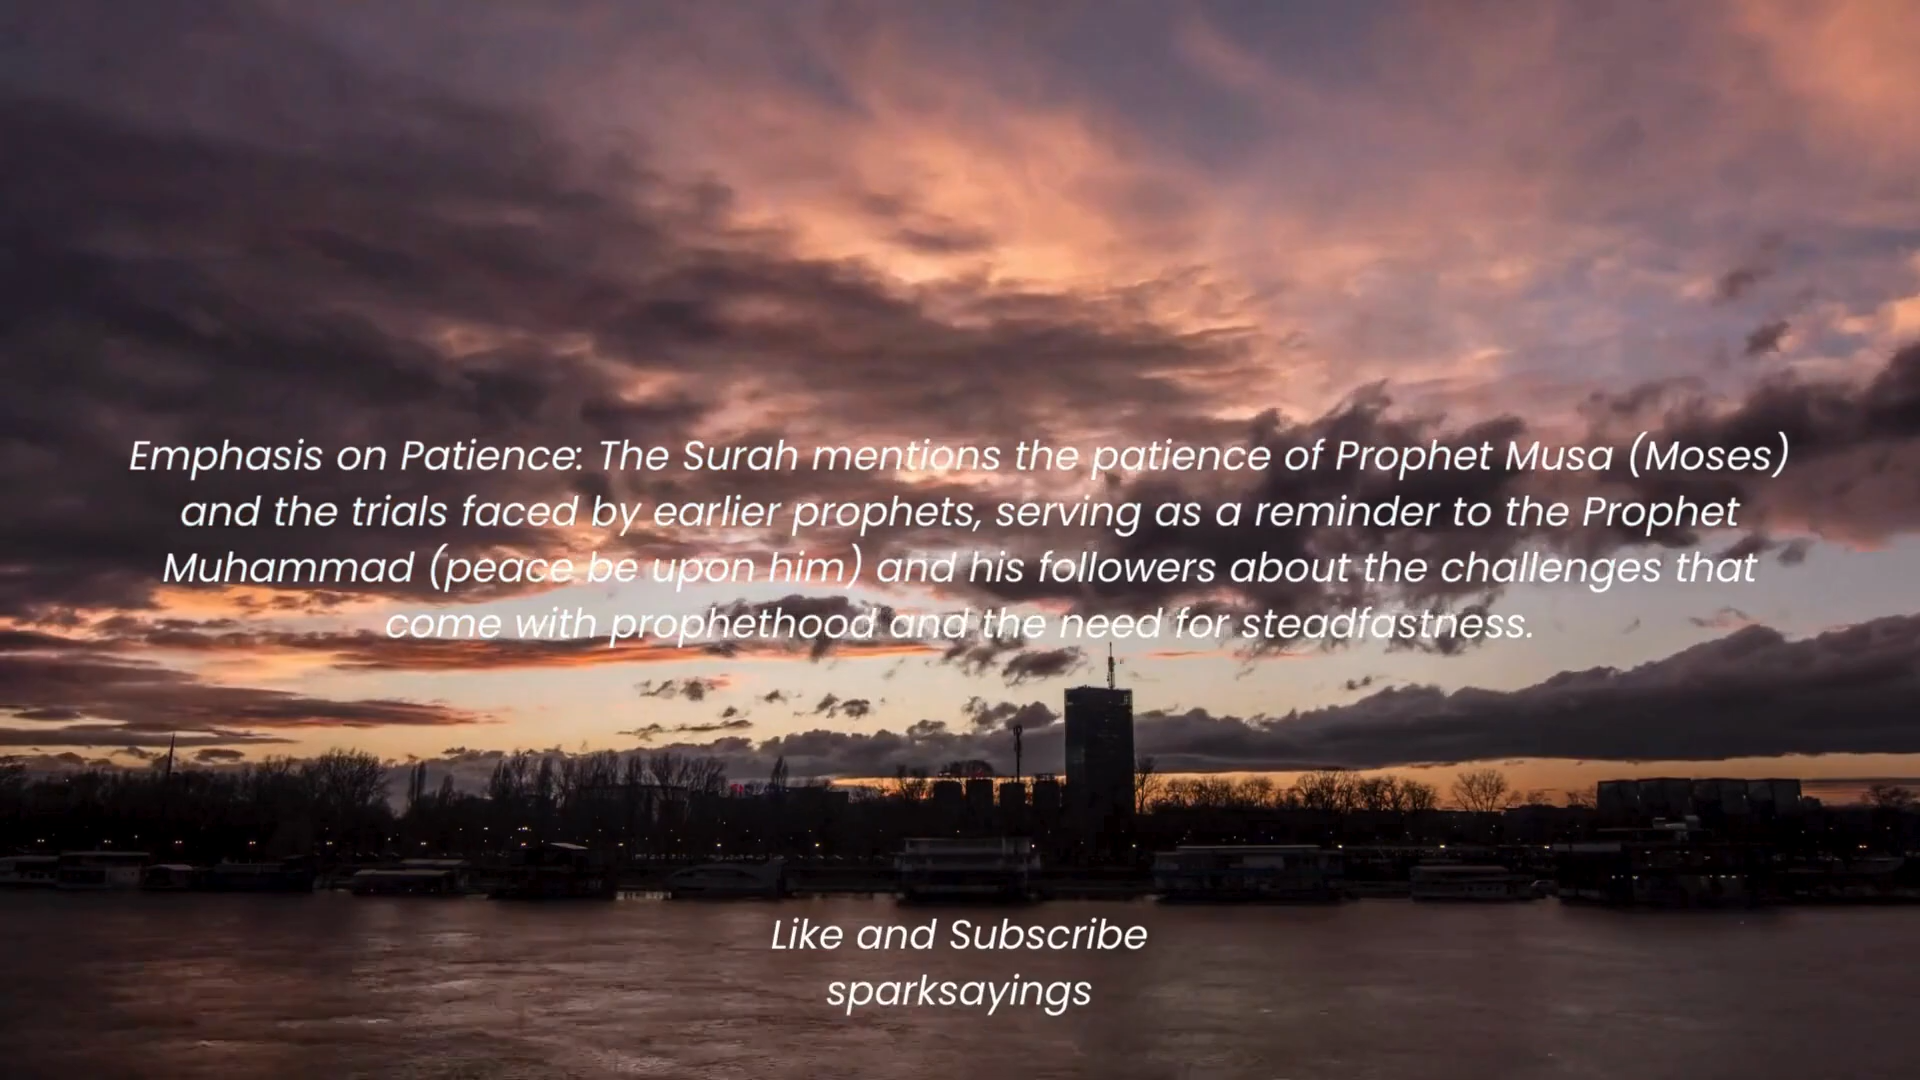 Emphasis on Patience: The Surah mentions the patience of Prophet Musa (Moses)
and the trials faced by earlier prophets, serving as a reminder to the Prophet
Muhammad (peace be upon him) and his followers about the challenges that
come with prophethood and the need for steadfastness.
Like and Subscribe
sparksayings